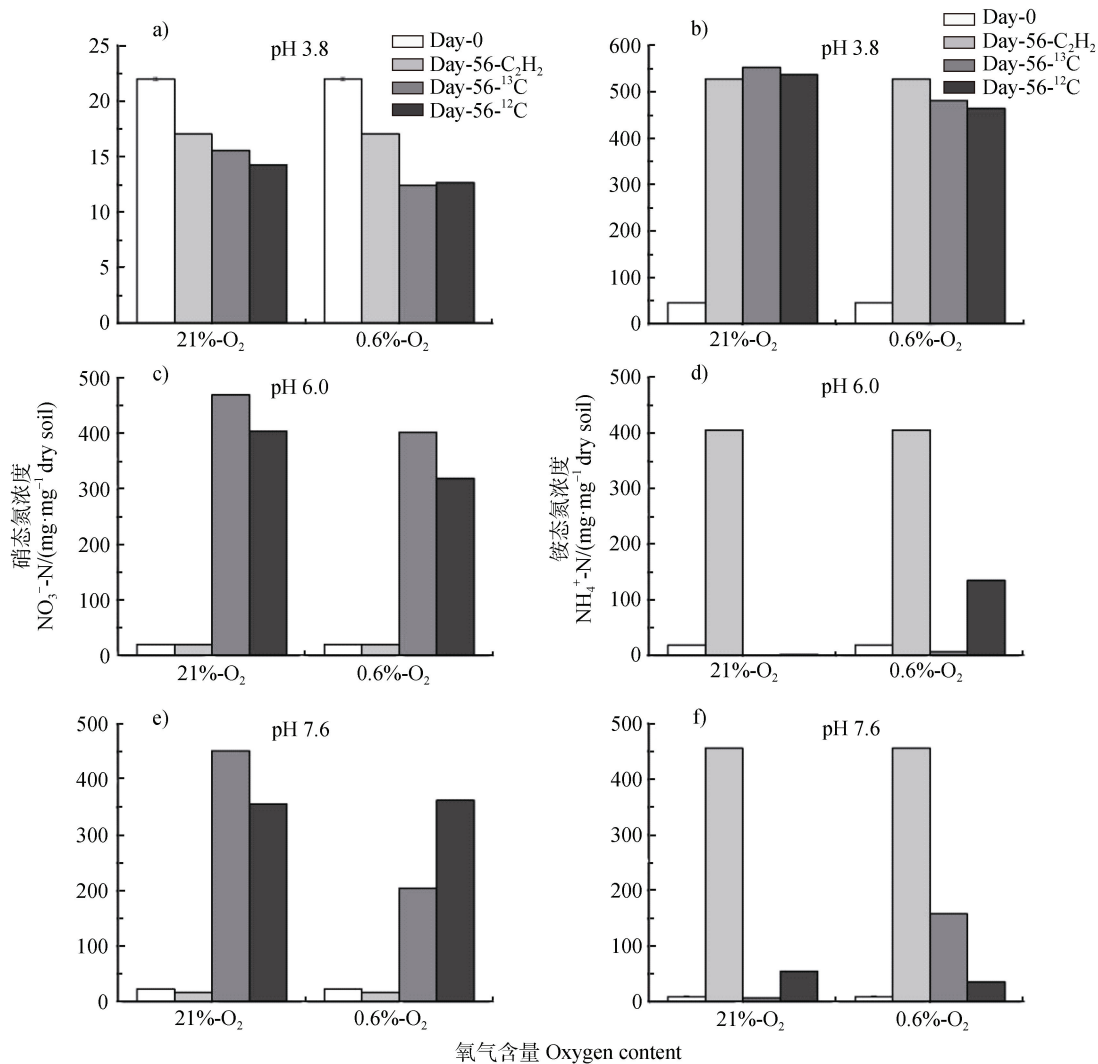 a)
pH 3.8
Day-0
Day-56-C₂H₂
Day-56-¹³C
Day-56-¹²C
25
20
15
10
5
0
21%-O₂
0.6%-O₂
b)
pH 3.8
Day-0
Day-56-C₂H₂
Day-56-¹³C
Day-56-¹²C
600
500
400
300
200
100
0
21%-O₂
0.6%-O₂
c)
pH 6.0
500
400
300
200
100
0
21%-O₂
0.6%-O₂
硝态氮浓度
NO₃⁻-N/(mg·mg⁻¹ dry soil)
d)
pH 6.0
500
400
300
200
100
0
21%-O₂
0.6%-O₂
铵态氮浓度
NH₄⁺-N/(mg·mg⁻¹ dry soil)
e)
pH 7.6
500
400
300
200
100
0
21%-O₂
0.6%-O₂
f)
pH 7.6
500
400
300
200
100
0
21%-O₂
0.6%-O₂
氧气含量 Oxygen content